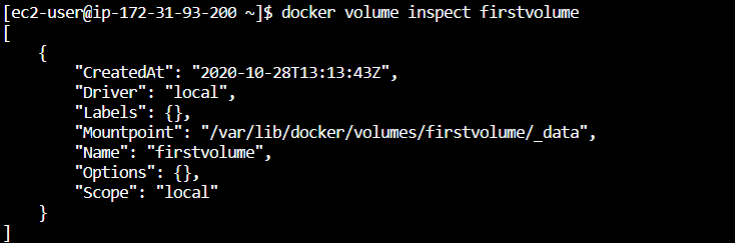 [ec2-user@ip-172-31-93-200 ~]$ docker volume inspect firstvolume
[
    {
        "CreatedAt": "2020-10-28T13:13:43Z",
        "Driver": "local",
        "Labels": {},
        "Mountpoint": "/var/lib/docker/volumes/firstvolume/_data",
        "Name": "firstvolume",
        "Options": {},
        "Scope": "local"
    }
]